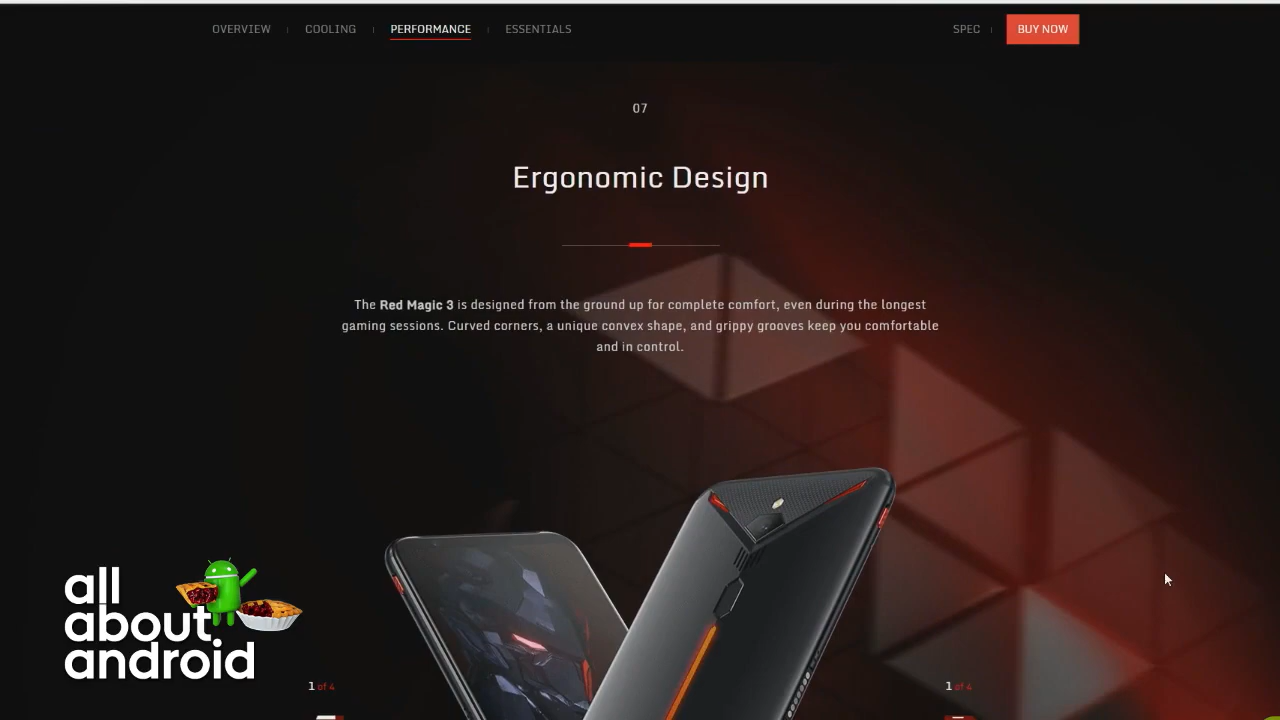 OVERVIEW
COOLING
PERFORMANCE
ESSENTIALS
SPEC
BUY NOW
07
Ergonomic Design
The Red Magic 3 is designed from the ground up for complete comfort, even during the longest
gaming sessions. Curved corners, a unique convex shape, and grippy grooves keep you comfortable
and in control.
all
about
android
1 of 4
1 of 4